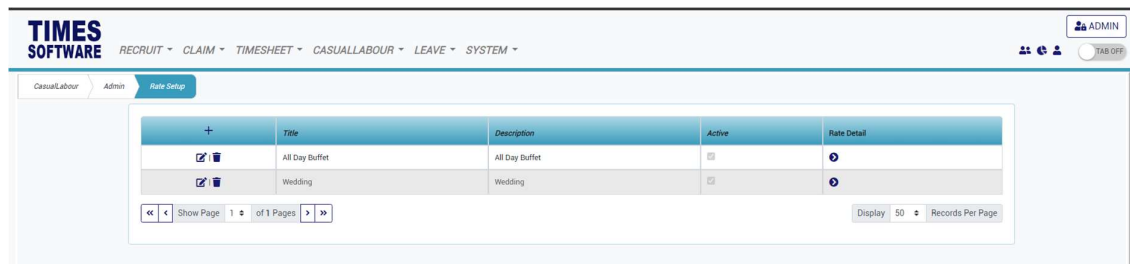 TIMES
SOFTWARE
RECRUIT CLAIM TIMESHEET CASUALLABOUR LEAVE SYSTEM
ADMIN
TAB OFF
CasualLabour Admin Rate Setup
+ Title Description Active Rate Detail
All Day Buffet All Day Buffet
Wedding Wedding
« ‹ Show Page 1 of 1 Pages › » Display 50 Records Per Page